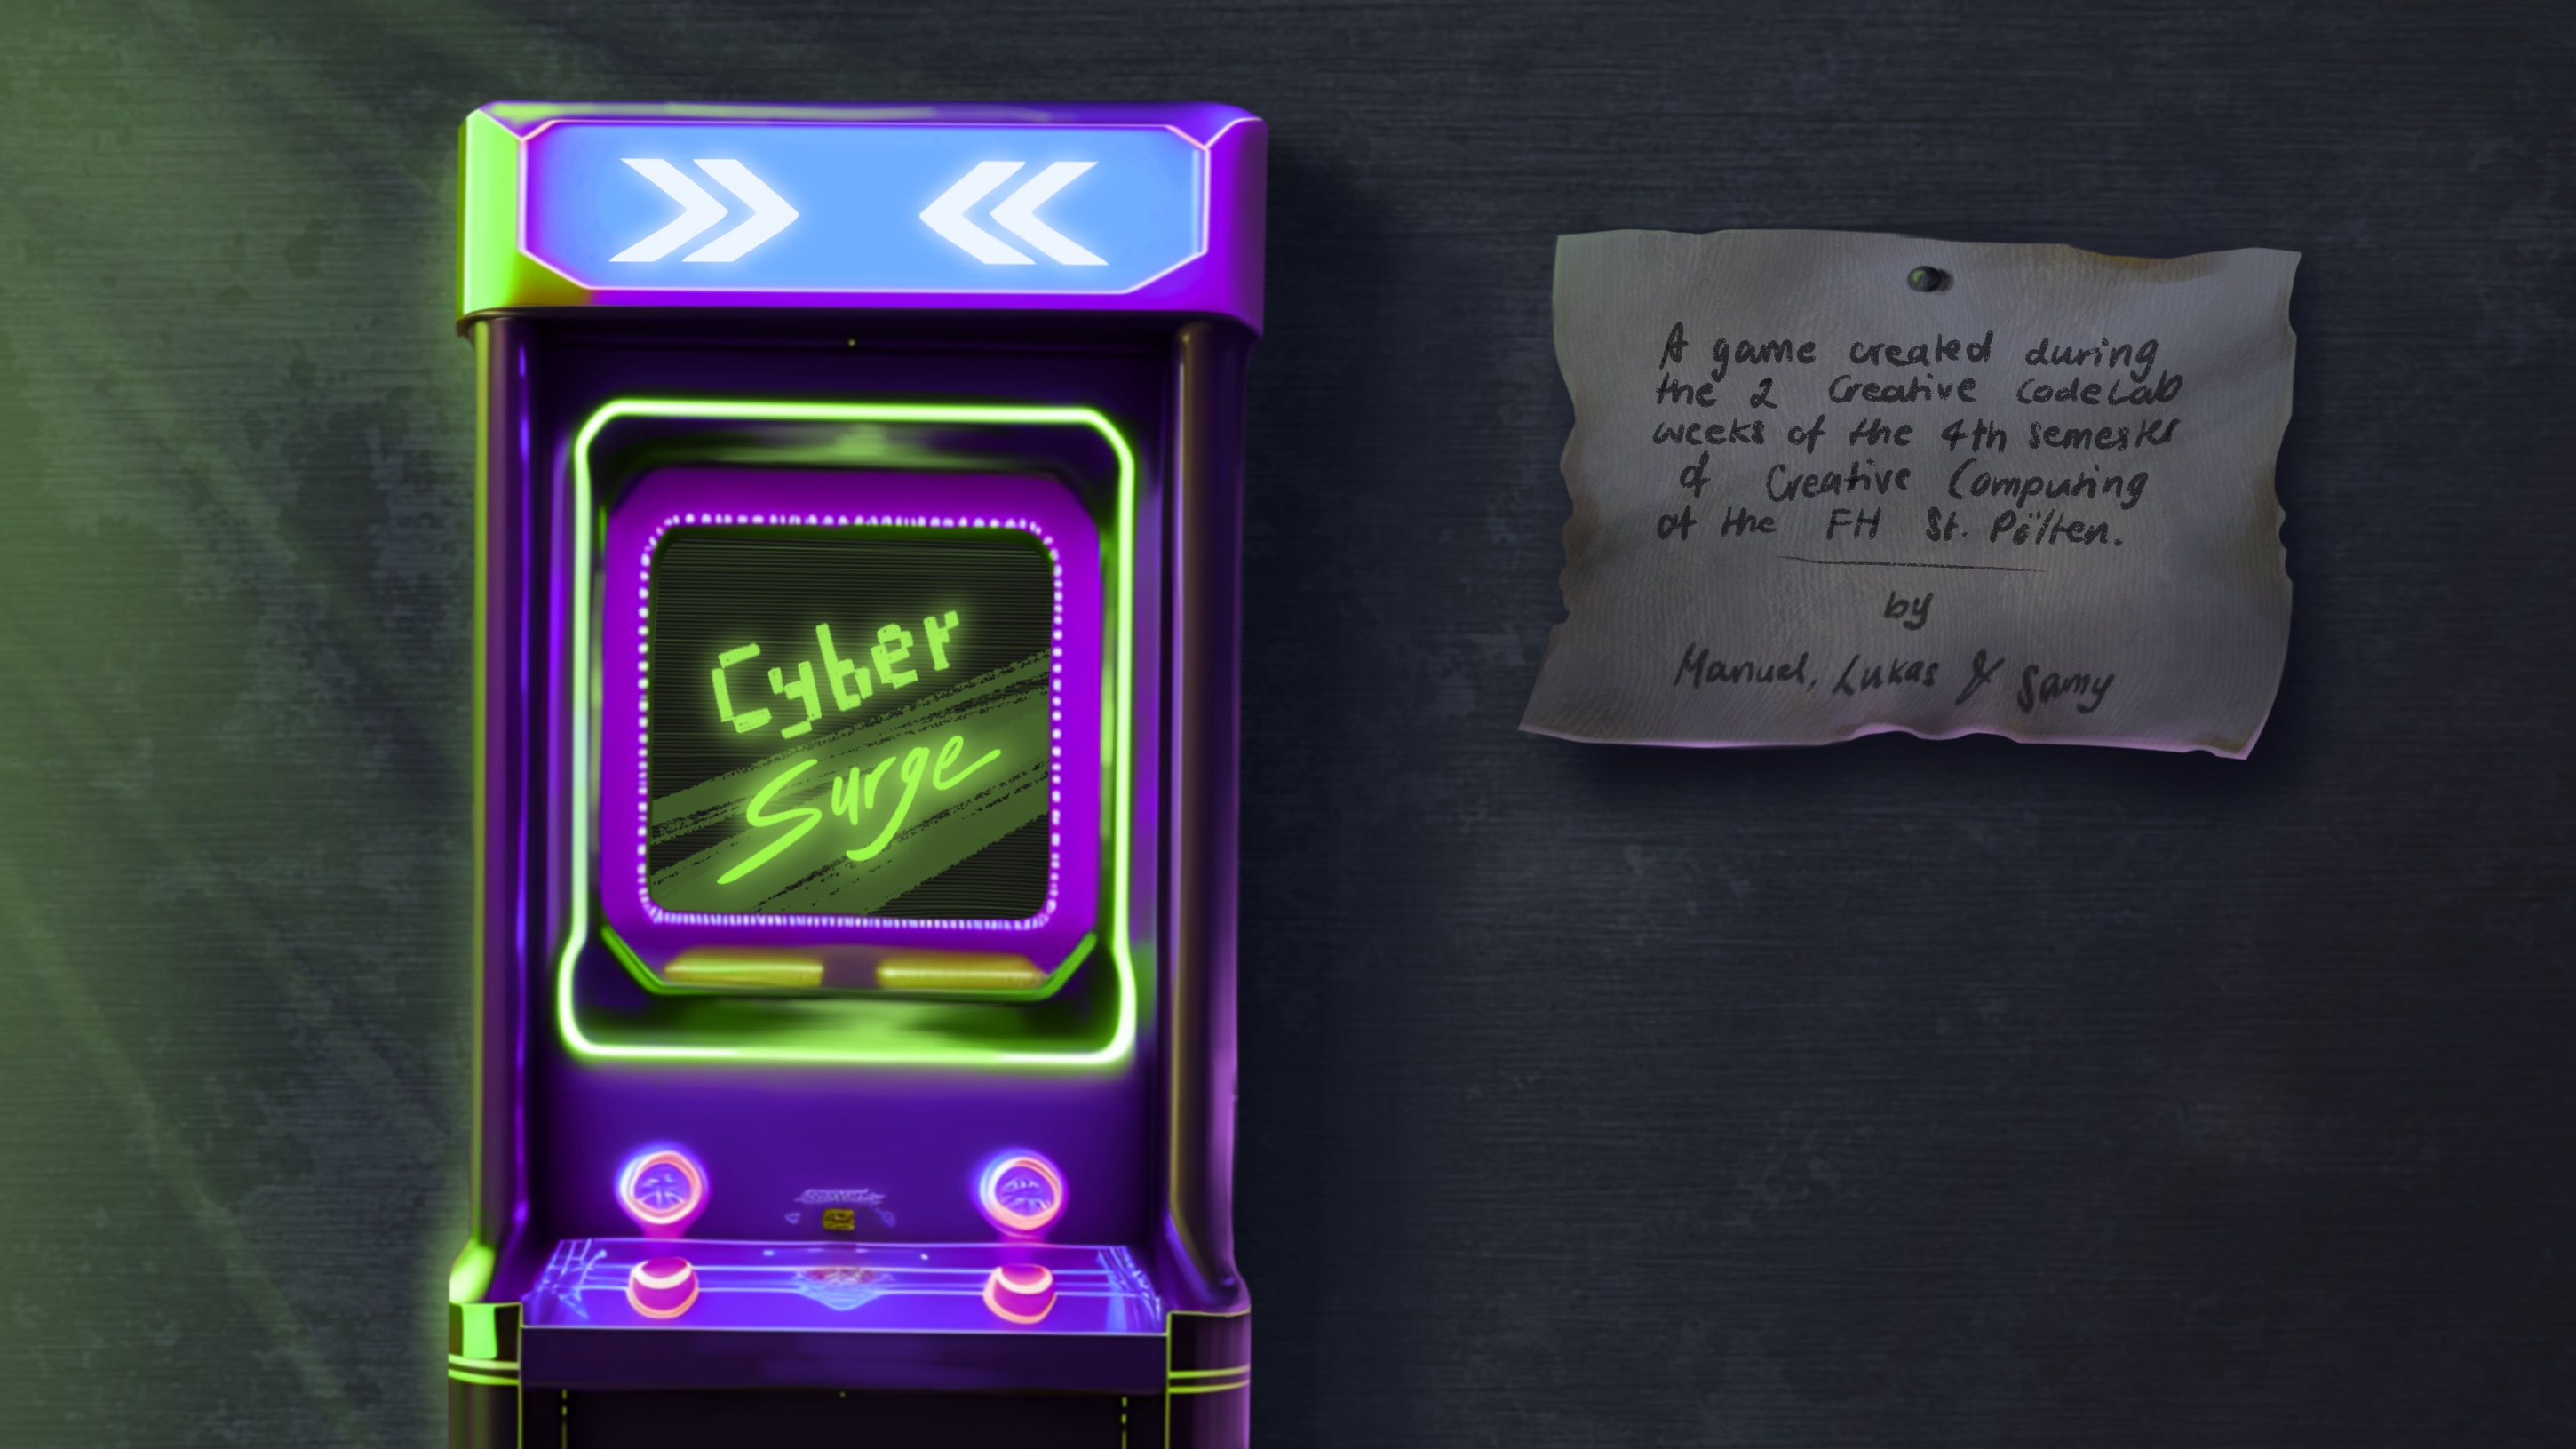 Cyber
Surge
A game created during
the 2 Creative CodeLab
weeks of the 4th semester
of Creative Computing
at the FH St. Pölten.
by
Manuel, Lukas & Samy